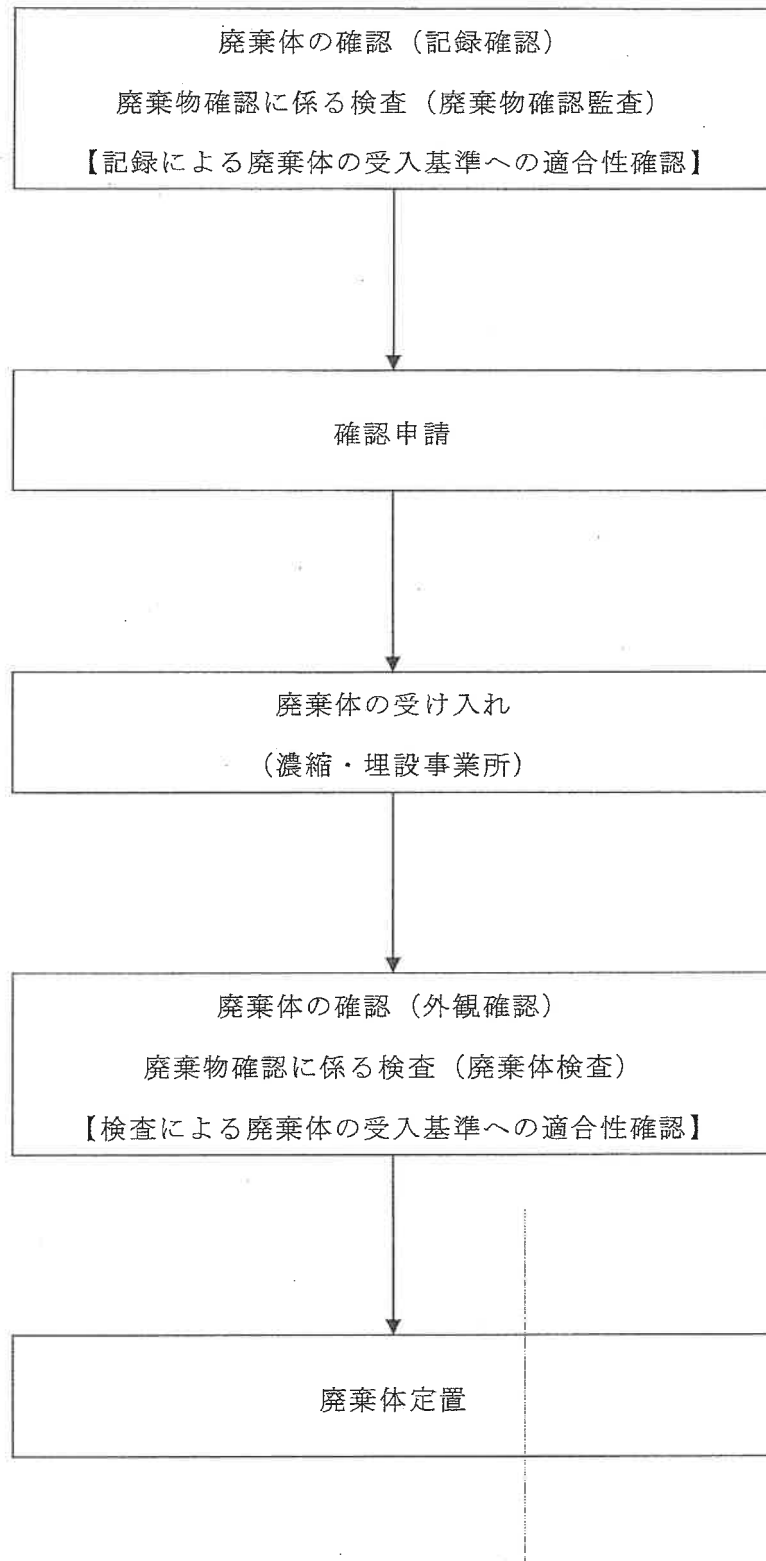 廃棄体の確認（記録確認）
廃棄物確認に係る検査（廃棄物確認監査）
【記録による廃棄体の受入基準への適合性確認】
確認申請
廃棄体の受け入れ
（濃縮・埋設事業所）
廃棄体の確認（外観確認）
廃棄物確認に係る検査（廃棄体検査）
【検査による廃棄体の受入基準への適合性確認】
廃棄体定置